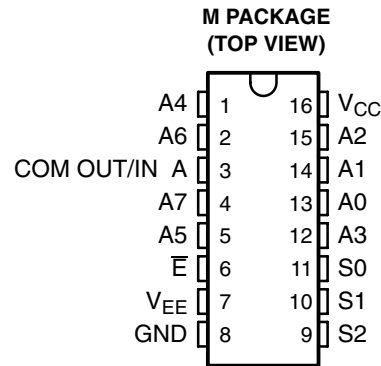 M PACKAGE
(TOP VIEW)
A4 1 16 VCC
A6 2 15 A2
COM OUT/IN A 3 14 A1
A7 4 13 A0
A5 5 12 A3
E̅ 6 11 S0
VEE 7 10 S1
GND 8 9 S2